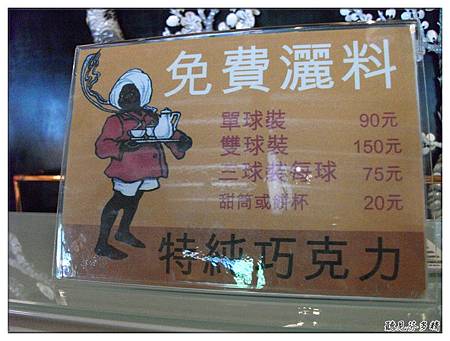 免費灑料
單球裝 90元
雙球裝 150元
三球裝每球 75元
甜筒或餅杯 20元
特純巧克力